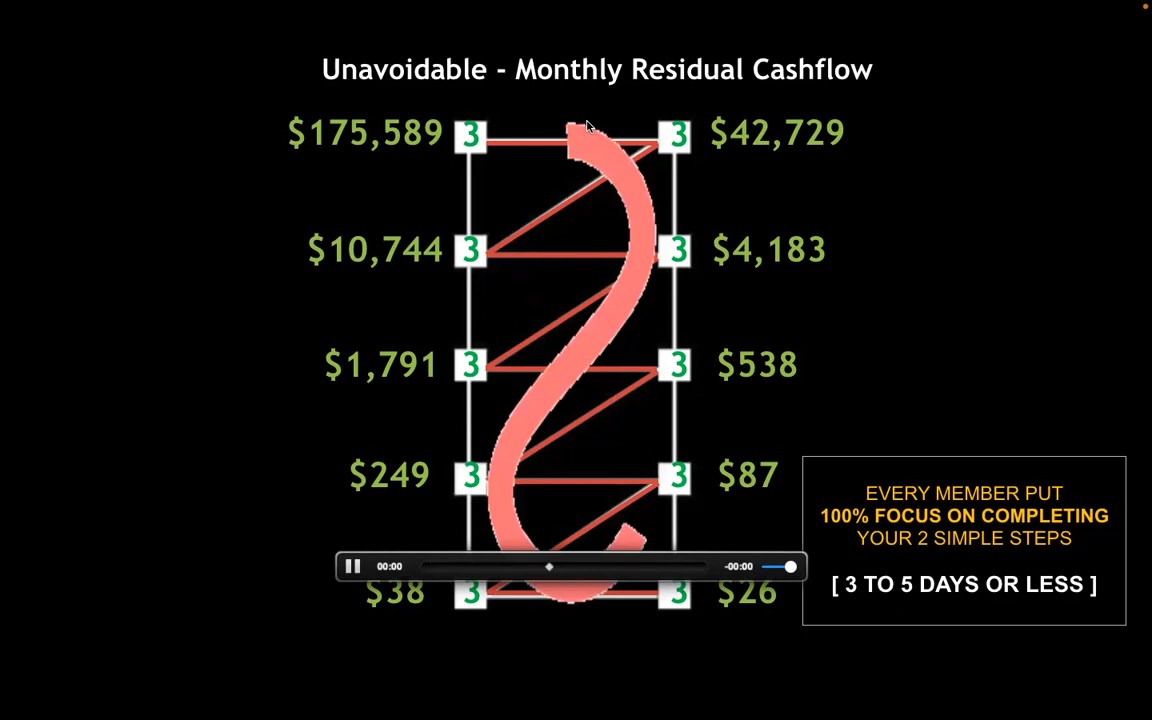 Unavoidable - Monthly Residual Cashflow
$175,589 3 3 $42,729
$10,744 3 3 $4,183
$1,791 3 3 $538
$249 3 3 $87
EVERY MEMBER PUT
100% FOCUS ON COMPLETING
YOUR 2 SIMPLE STEPS
[ 3 TO 5 DAYS OR LESS ]
00:00 -00:00
$38 3 3 $26